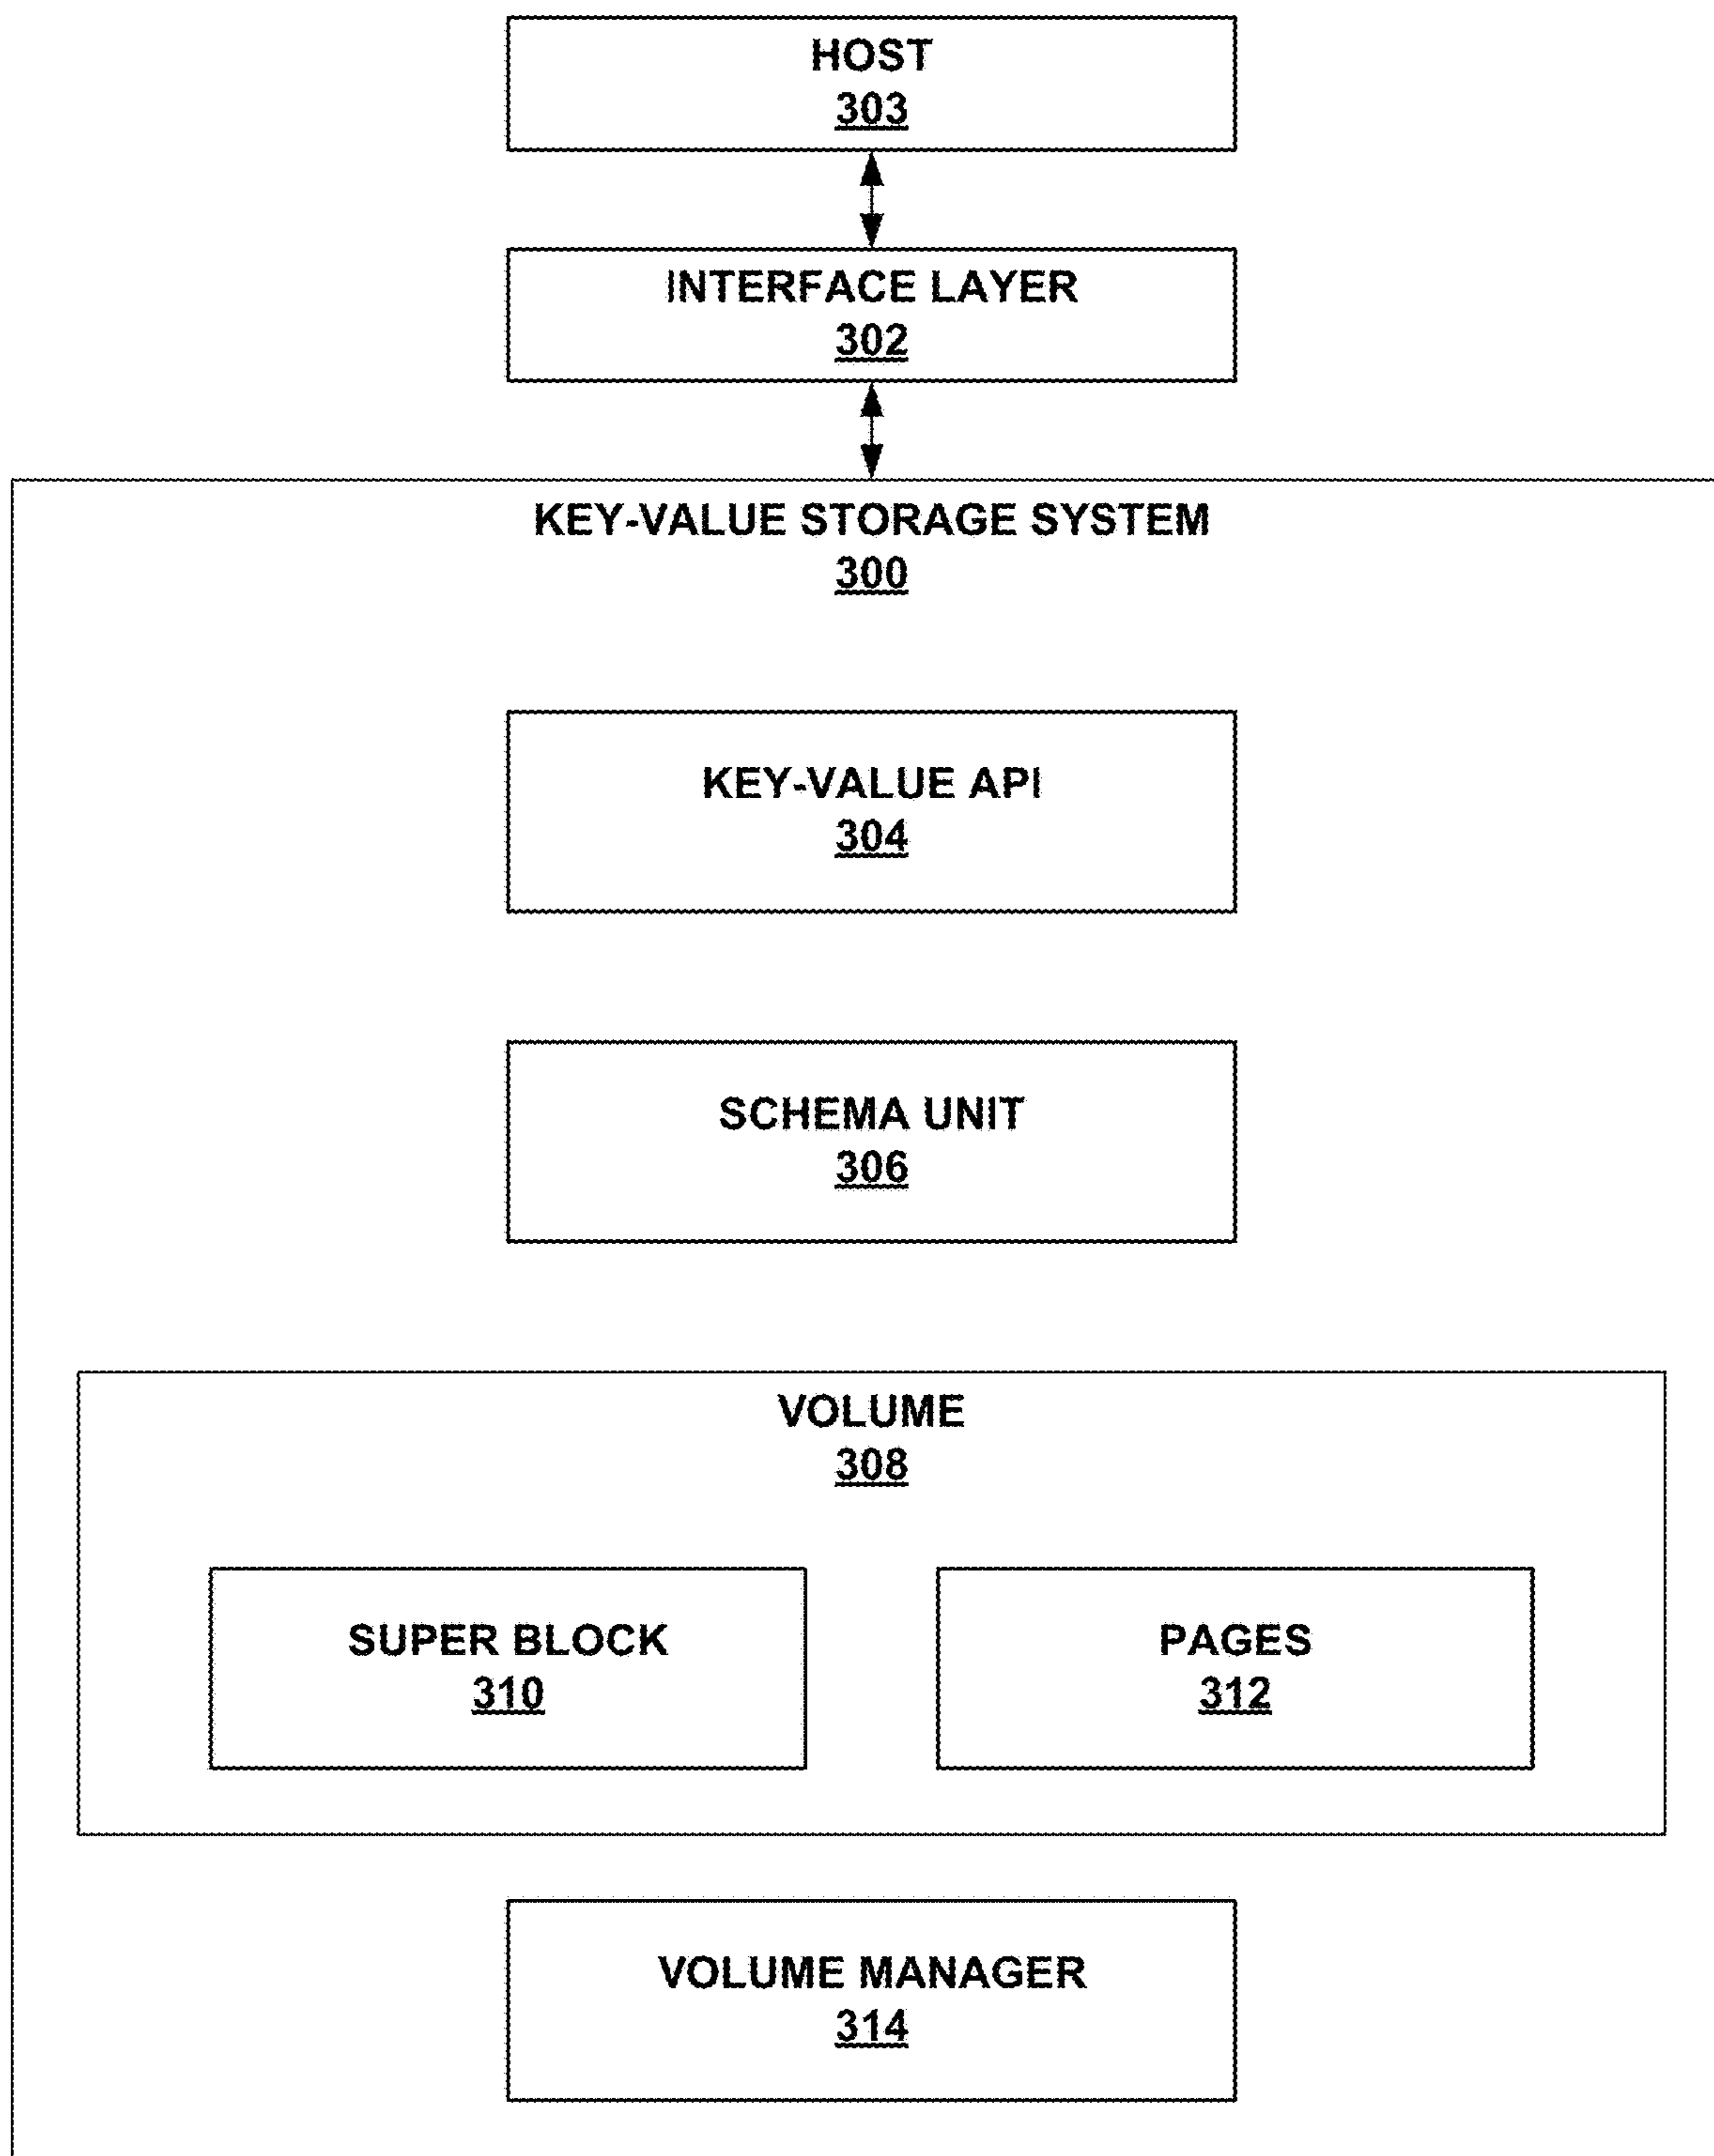 HOST
303
INTERFACE LAYER
302
KEY-VALUE STORAGE SYSTEM
300
KEY-VALUE API
304
SCHEMA UNIT
306
VOLUME
308
SUPER BLOCK
310
PAGES
312
VOLUME MANAGER
314